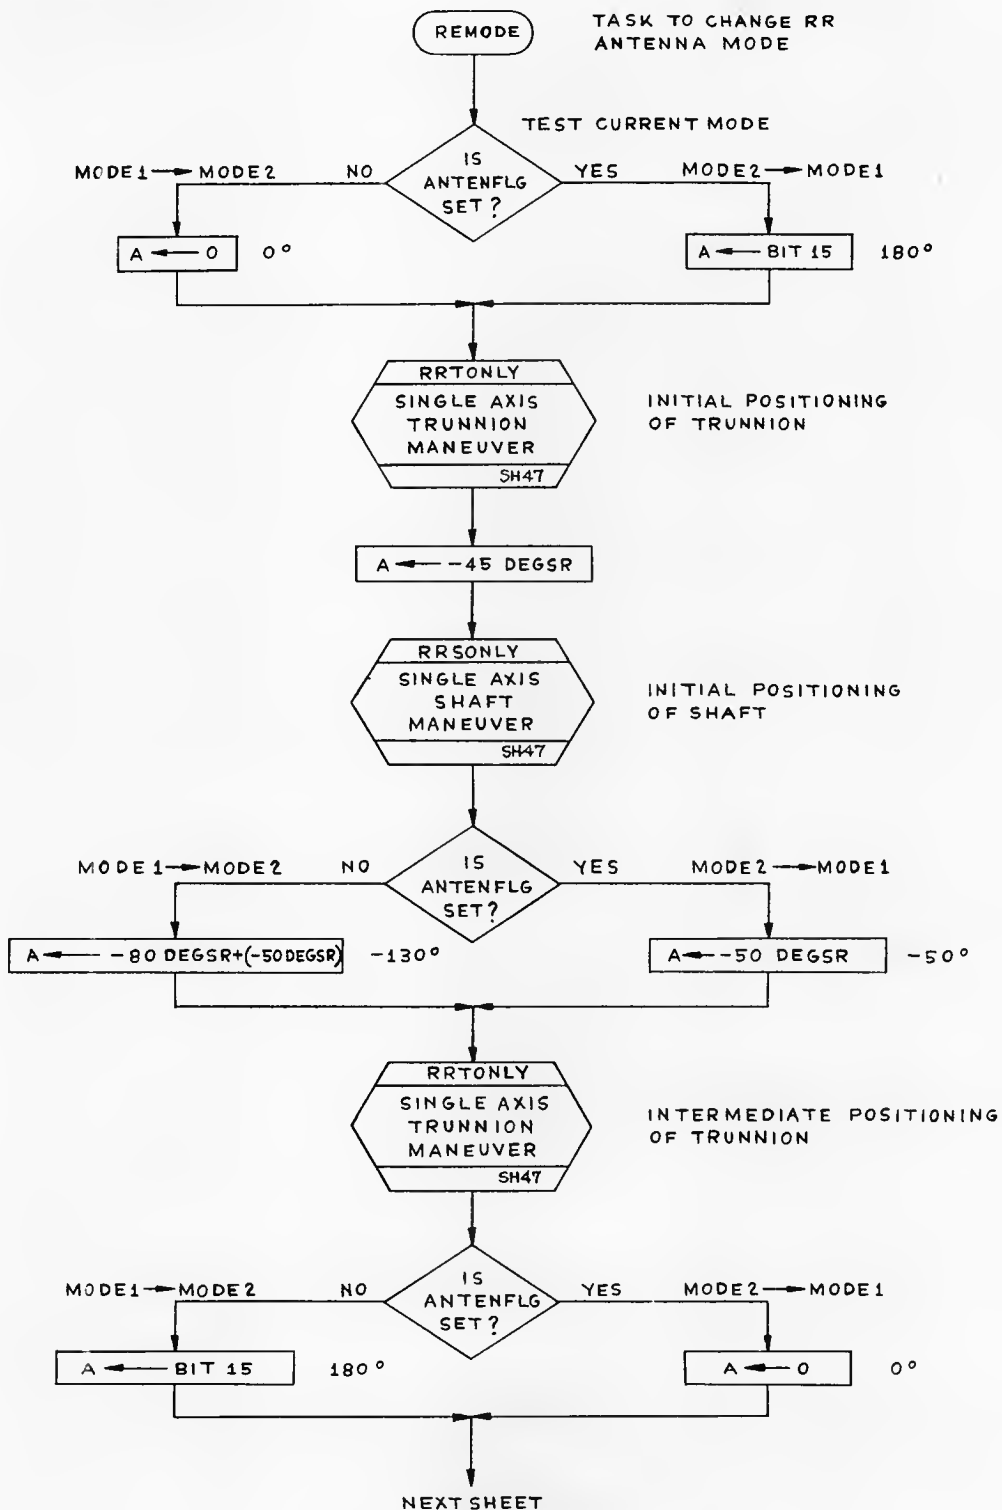 REMODE
TASK TO CHANGE RR
ANTENNA MODE
TEST CURRENT MODE
IS
ANTENFLG
SET?
NO
YES
MODE1→MODE2
MODE2→MODE1
A ← 0
0°
A ← BIT 15
180°
RRTONLY
SINGLE AXIS
TRUNNION
MANEUVER
SH47
INITIAL POSITIONING
OF TRUNNION
A ← -45 DEGSR
RRSONLY
SINGLE AXIS
SHAFT
MANEUVER
SH47
INITIAL POSITIONING
OF SHAFT
IS
ANTENFLG
SET?
MODE1→MODE2
NO
YES
MODE2→MODE1
A ← -80 DEGSR+(-50DEGSR)
-130°
A ← -50 DEGSR
-50°
RRTONLY
SINGLE AXIS
TRUNNION
MANEUVER
SH47
INTERMEDIATE POSITIONING
OF TRUNNION
IS
ANTENFLG
SET?
MODE1→MODE2
NO
YES
MODE2→MODE1
A ← BIT 15
180°
A ← 0
0°
NEXT SHEET